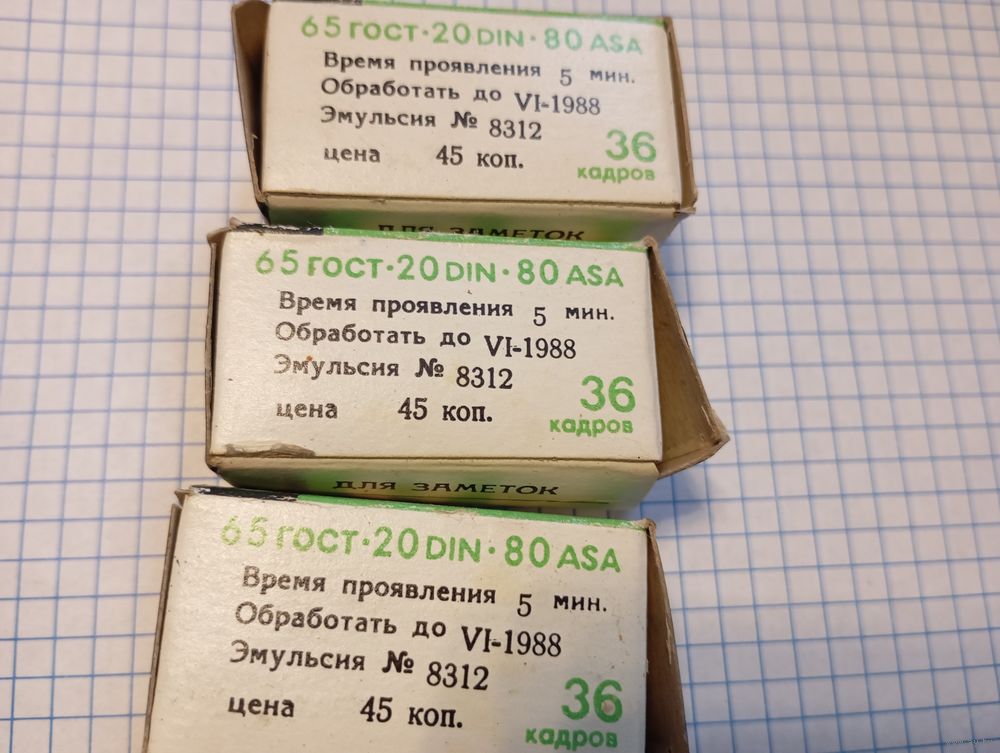 65 ГОСТ·20 DIN·80 ASA
Время проявления 5 мин.
Обработать до VI-1988
Эмульсия № 8312
цена 45 коп.
36
кадров
ДЛЯ ЗАМЕТОК
65 ГОСТ·20 DIN·80 ASA
Время проявления 5 мин.
Обработать до VI-1988
Эмульсия № 8312
цена 45 коп.
36
кадров
ДЛЯ ЗАМЕТОК
65 ГОСТ·20 DIN·80 ASA
Время проявления 5 мин.
Обработать до VI-1988
Эмульсия № 8312
цена 45 коп.
36
кадров